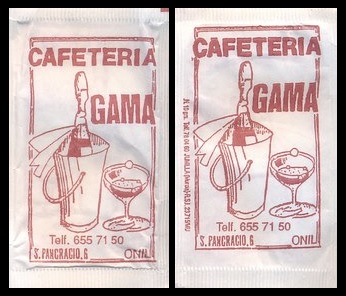 CAFETERIA
GAMA
Telf. 655 71 50
S. PANCRACIO, 6 ONIL
CAFETERIA
GAMA
Telf. 655 71 50
S. PANCRACIO, 6 ONIL